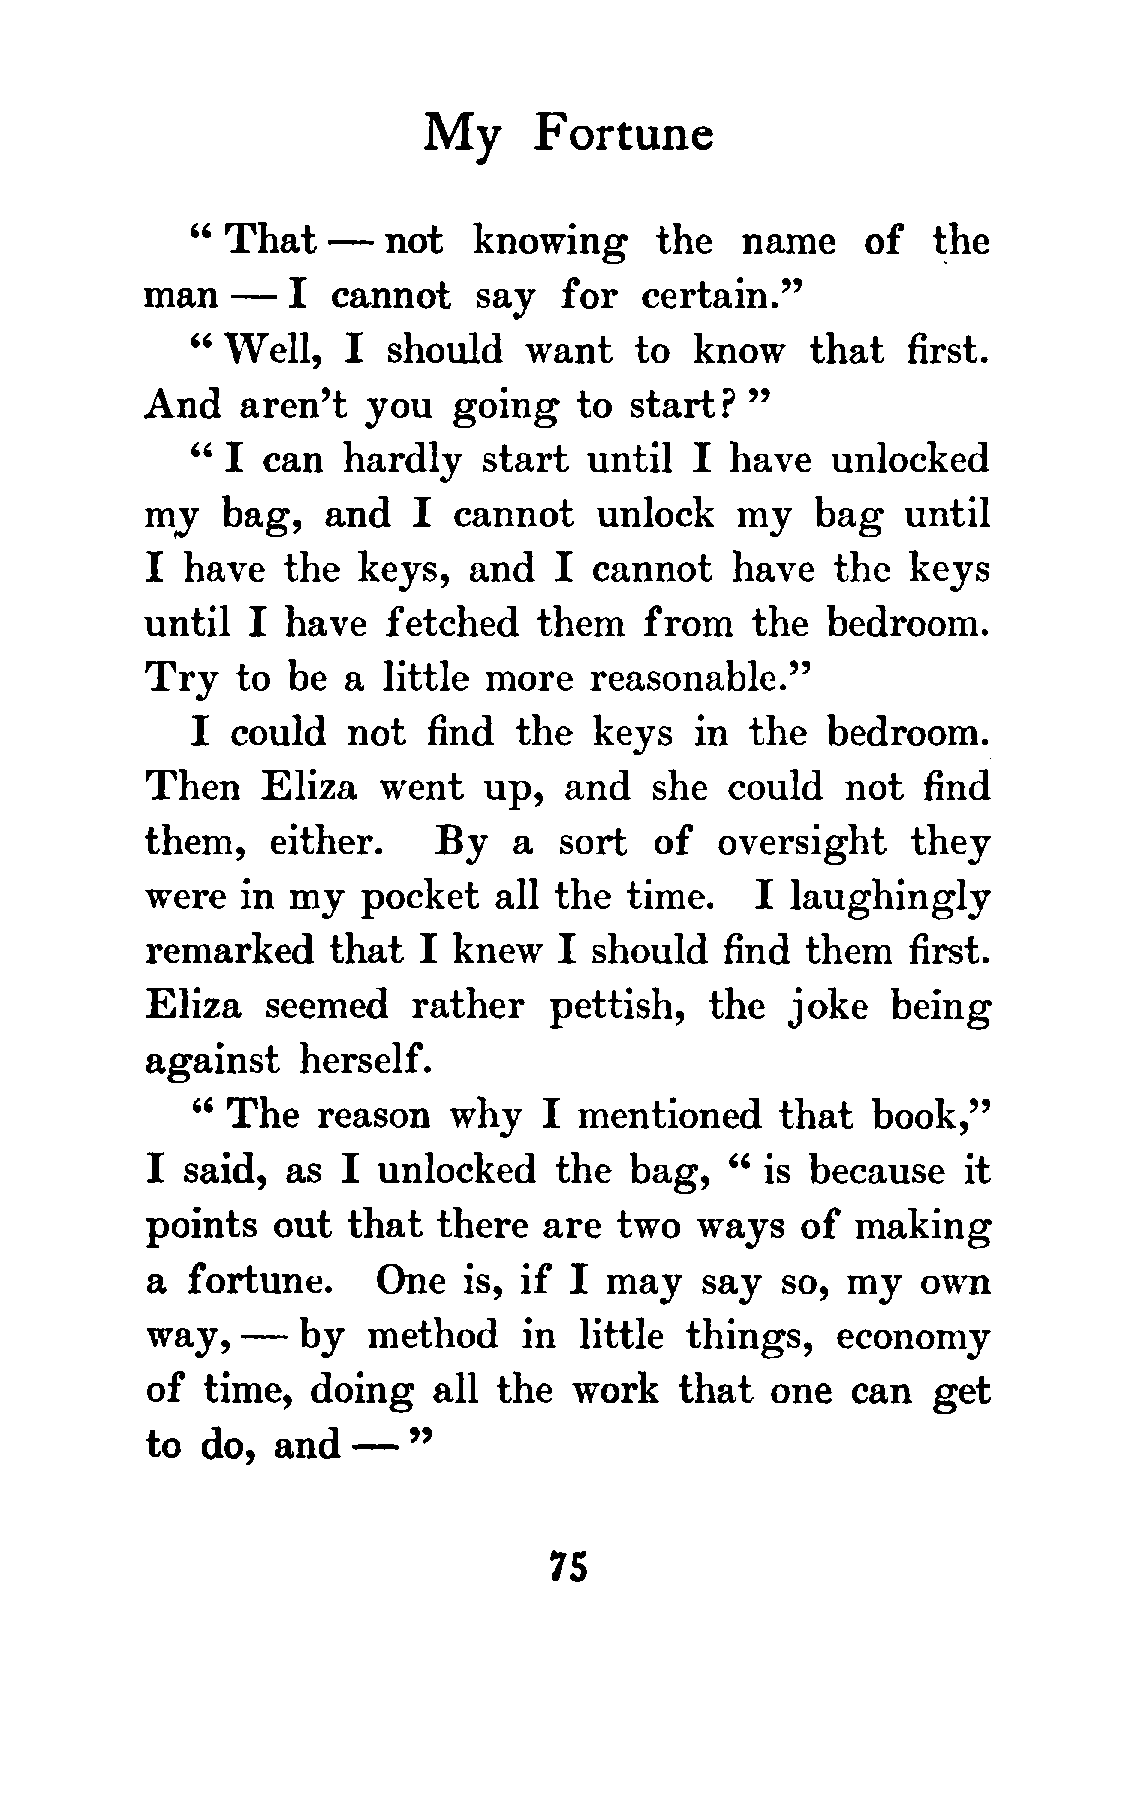 My Fortune
“ That — not knowing the name of the
man — I cannot say for certain.”
“ Well, I should want to know that first.
And aren’t you going to start? ”
“ I can hardly start until I have unlocked
my bag, and I cannot unlock my bag until
I have the keys, and I cannot have the keys
until I have fetched them from the bedroom.
Try to be a little more reasonable.”
I could not find the keys in the bedroom.
Then Eliza went up, and she could not find
them, either. By a sort of oversight they
were in my pocket all the time. I laughingly
remarked that I knew I should find them first.
Eliza seemed rather pettish, the joke being
against herself.
“ The reason why I mentioned that book,”
I said, as I unlocked the bag, “ is because it
points out that there are two ways of making
a fortune. One is, if I may say so, my own
way, — by method in little things, economy
of time, doing all the work that one can get
to do, and — ”
75